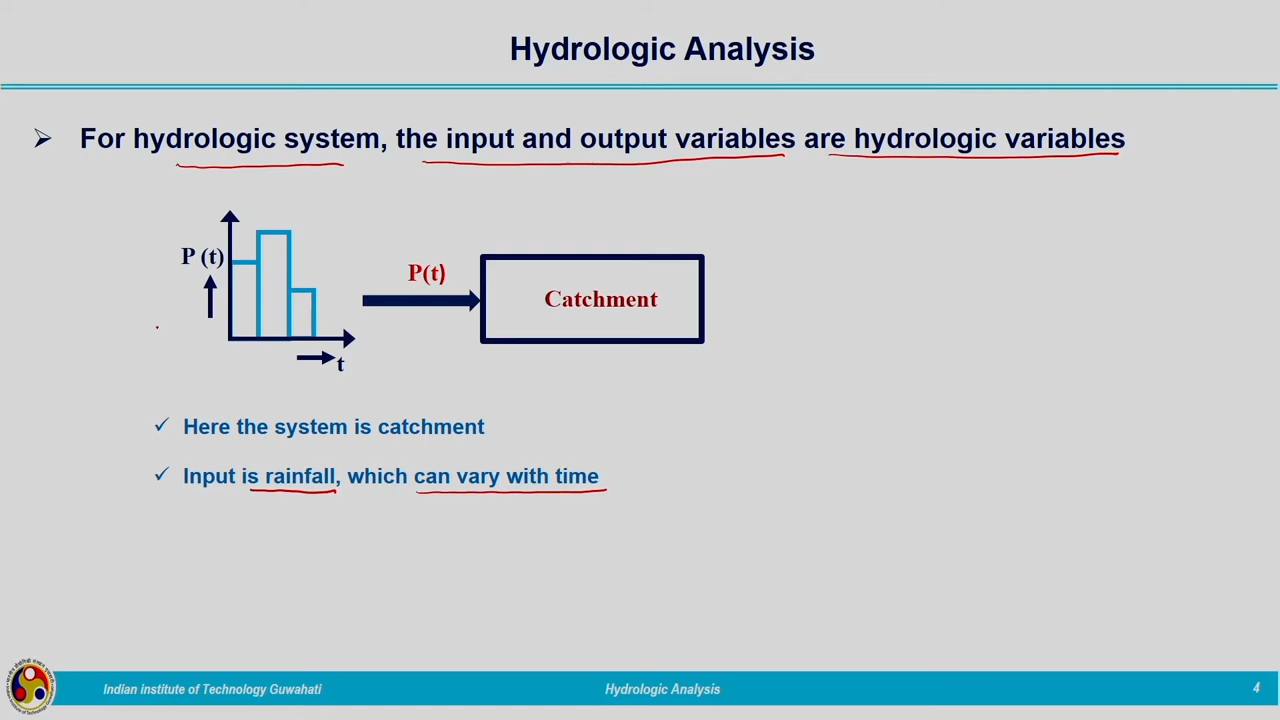 Hydrologic Analysis
➢ For hydrologic system, the input and output variables are hydrologic variables
P (t)
t
P(t)
Catchment
✓ Here the system is catchment
✓ Input is rainfall, which can vary with time
Indian institute of Technology Guwahati
Hydrologic Analysis
4